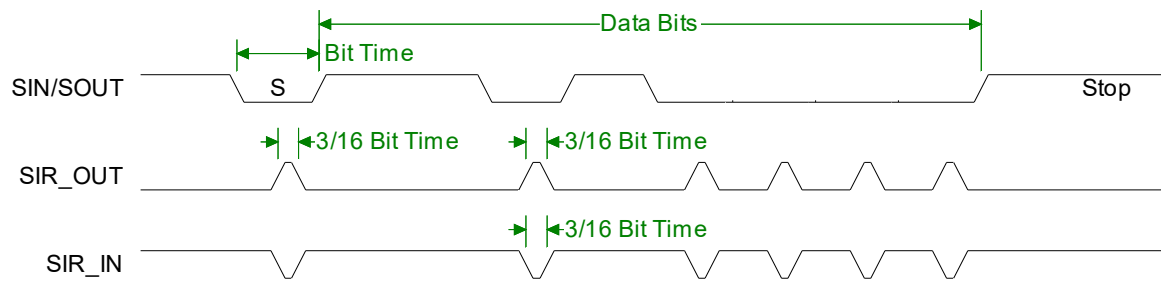 Data Bits
Bit Time
SIN/SOUT S Stop
3/16 Bit Time 3/16 Bit Time
SIR_OUT
3/16 Bit Time
SIR_IN